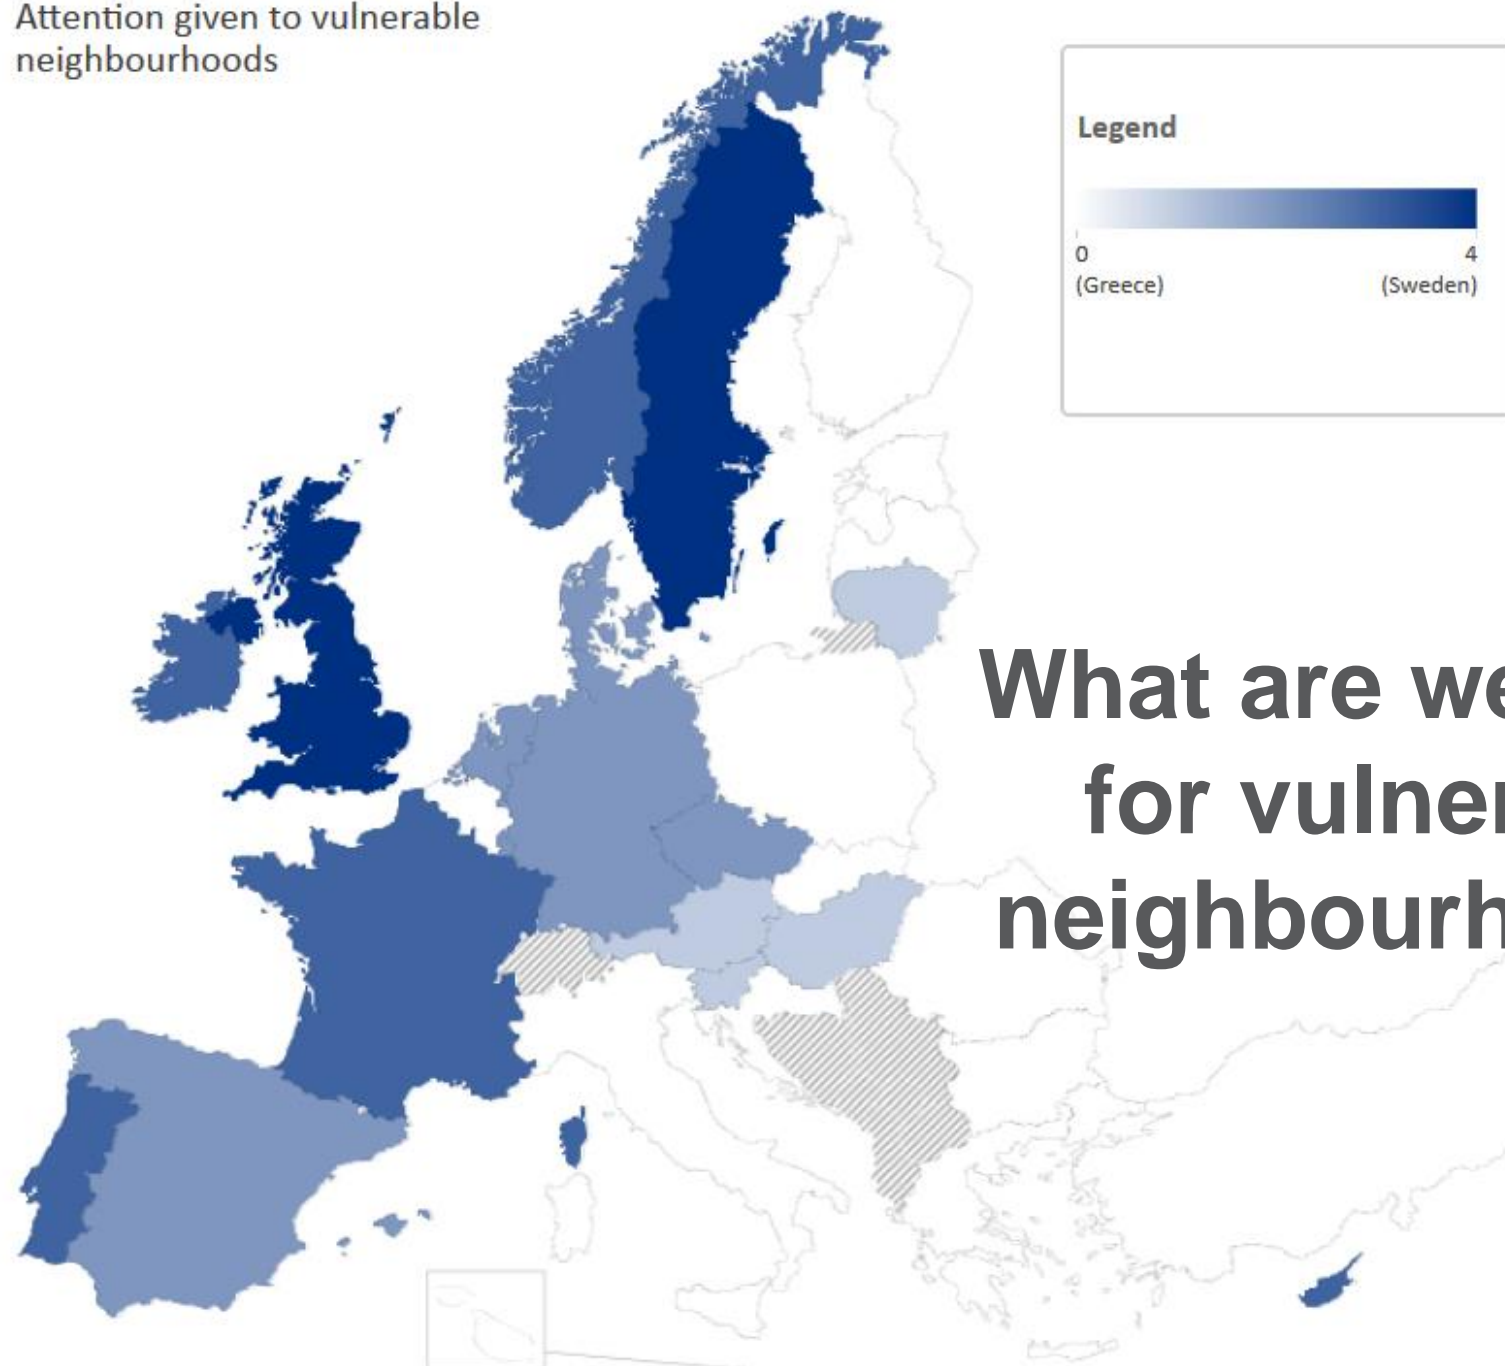 Attention given to vulnerable
neighbourhoods
Legend
0
4
(Greece)
(Sweden)
What are we
for vulner
neighbourh